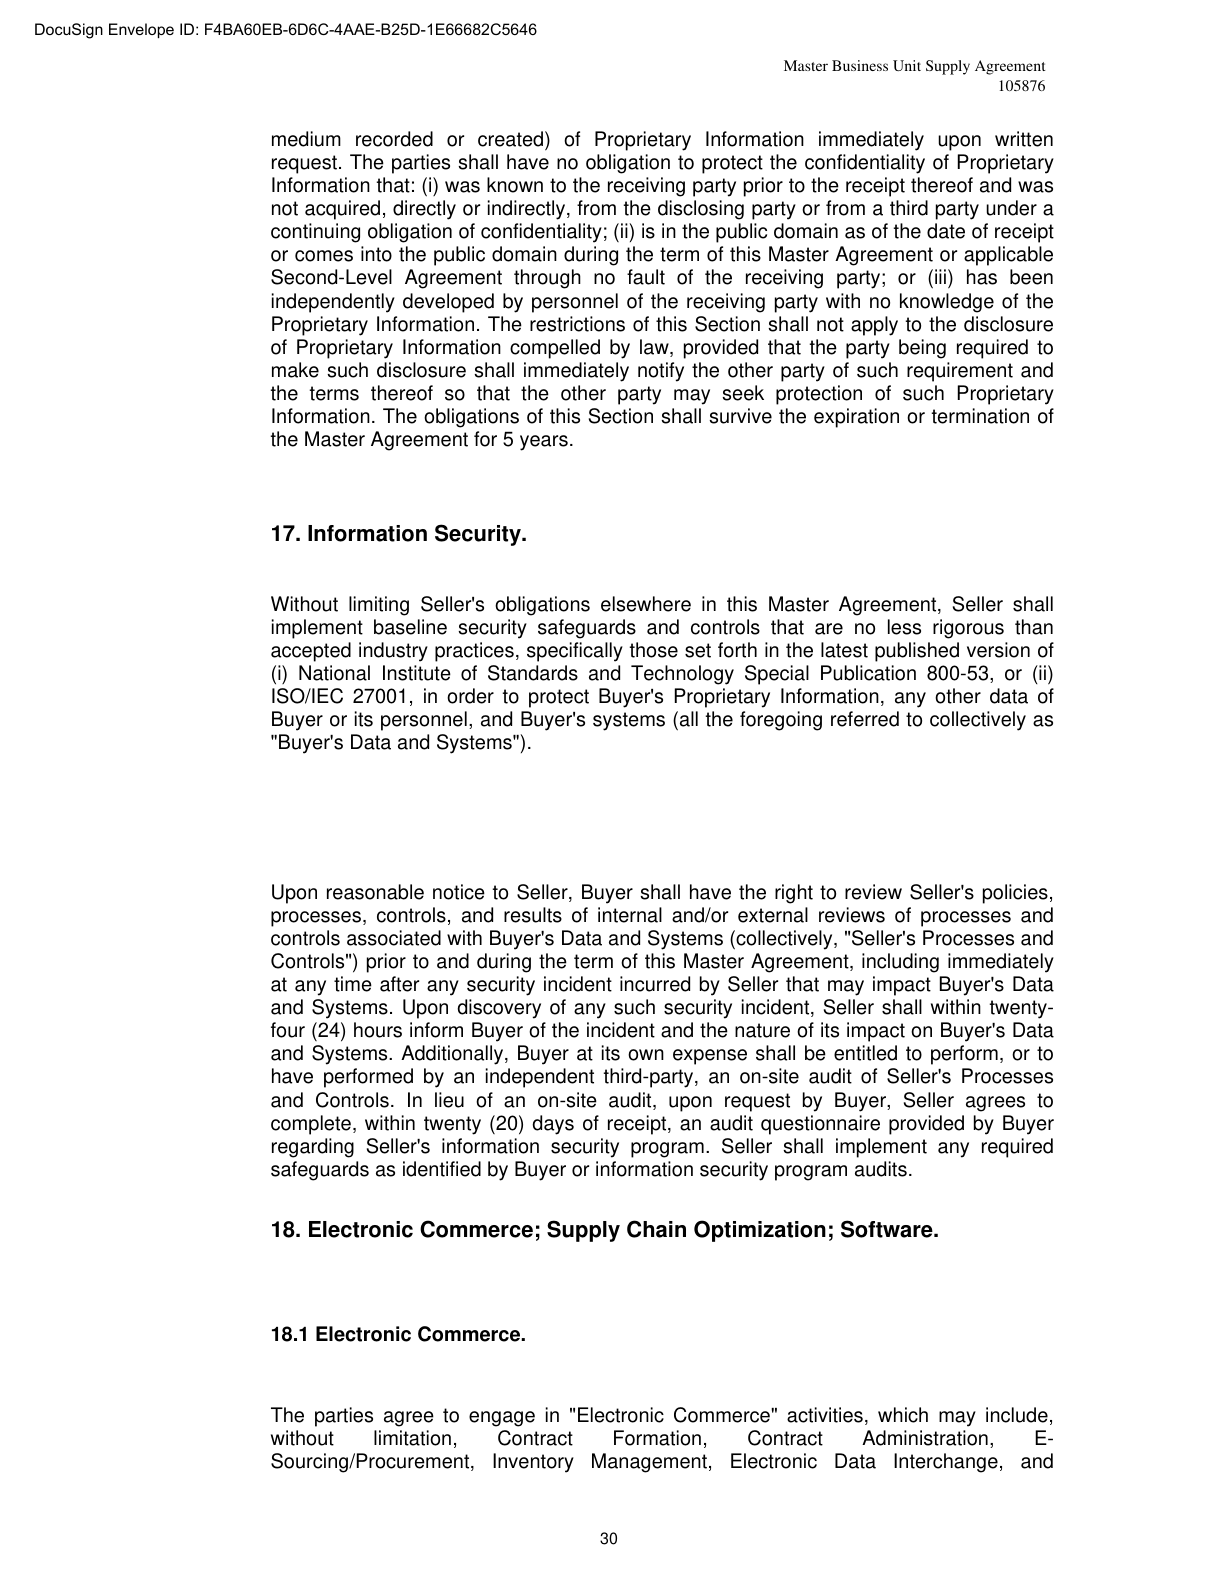 DocuSign Envelope ID: F4BA60EB-6D6C-4AAE-B25D-1E66682C5646
Master Business Unit Supply Agreement
105876
medium recorded or created) of Proprietary Information immediately upon written
request. The parties shall have no obligation to protect the confidentiality of Proprietary
Information that: (i) was known to the receiving party prior to the receipt thereof and was
not acquired, directly or indirectly, from the disclosing party or from a third party under a
continuing obligation of confidentiality; (ii) is in the public domain as of the date of receipt
or comes into the public domain during the term of this Master Agreement or applicable
Second-Level Agreement through no fault of the receiving party; or (iii) has been
independently developed by personnel of the receiving party with no knowledge of the
Proprietary Information. The restrictions of this Section shall not apply to the disclosure
of Proprietary Information compelled by law, provided that the party being required to
make such disclosure shall immediately notify the other party of such requirement and
the terms thereof so that the other party may seek protection of such Proprietary
Information. The obligations of this Section shall survive the expiration or termination of
the Master Agreement for 5 years.
17. Information Security.
Without limiting Seller's obligations elsewhere in this Master Agreement, Seller shall
implement baseline security safeguards and controls that are no less rigorous than
accepted industry practices, specifically those set forth in the latest published version of
(i) National Institute of Standards and Technology Special Publication 800-53, or (ii)
ISO/IEC 27001, in order to protect Buyer's Proprietary Information, any other data of
Buyer or its personnel, and Buyer's systems (all the foregoing referred to collectively as
"Buyer's Data and Systems").
Upon reasonable notice to Seller, Buyer shall have the right to review Seller's policies,
processes, controls, and results of internal and/or external reviews of processes and
controls associated with Buyer's Data and Systems (collectively, "Seller's Processes and
Controls") prior to and during the term of this Master Agreement, including immediately
at any time after any security incident incurred by Seller that may impact Buyer's Data
and Systems. Upon discovery of any such security incident, Seller shall within twenty-
four (24) hours inform Buyer of the incident and the nature of its impact on Buyer's Data
and Systems. Additionally, Buyer at its own expense shall be entitled to perform, or to
have performed by an independent third-party, an on-site audit of Seller's Processes
and Controls. In lieu of an on-site audit, upon request by Buyer, Seller agrees to
complete, within twenty (20) days of receipt, an audit questionnaire provided by Buyer
regarding Seller's information security program. Seller shall implement any required
safeguards as identified by Buyer or information security program audits.
18. Electronic Commerce; Supply Chain Optimization; Software.
18.1 Electronic Commerce.
The parties agree to engage in "Electronic Commerce" activities, which may include,
without limitation, Contract Formation, Contract Administration, E-
Sourcing/Procurement, Inventory Management, Electronic Data Interchange, and
30